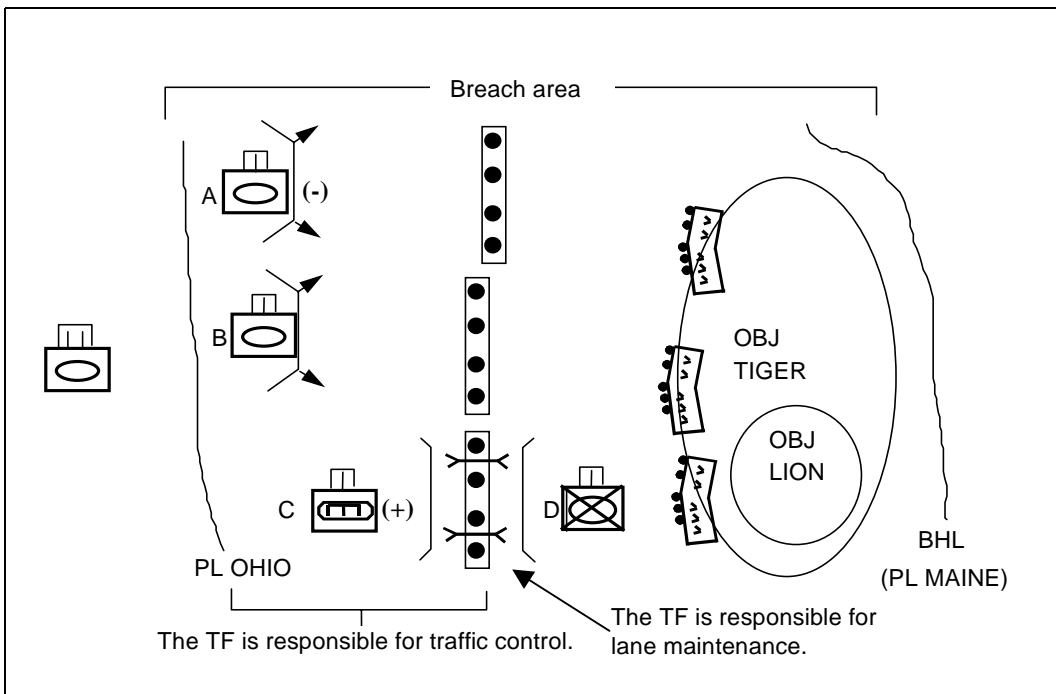 Breach area
A
(-)
B
OBJ
TIGER
OBJ
LION
C
(+)
D
PL OHIO
BHL
(PL MAINE)
The TF is responsible for traffic control.
The TF is responsible for
lane maintenance.